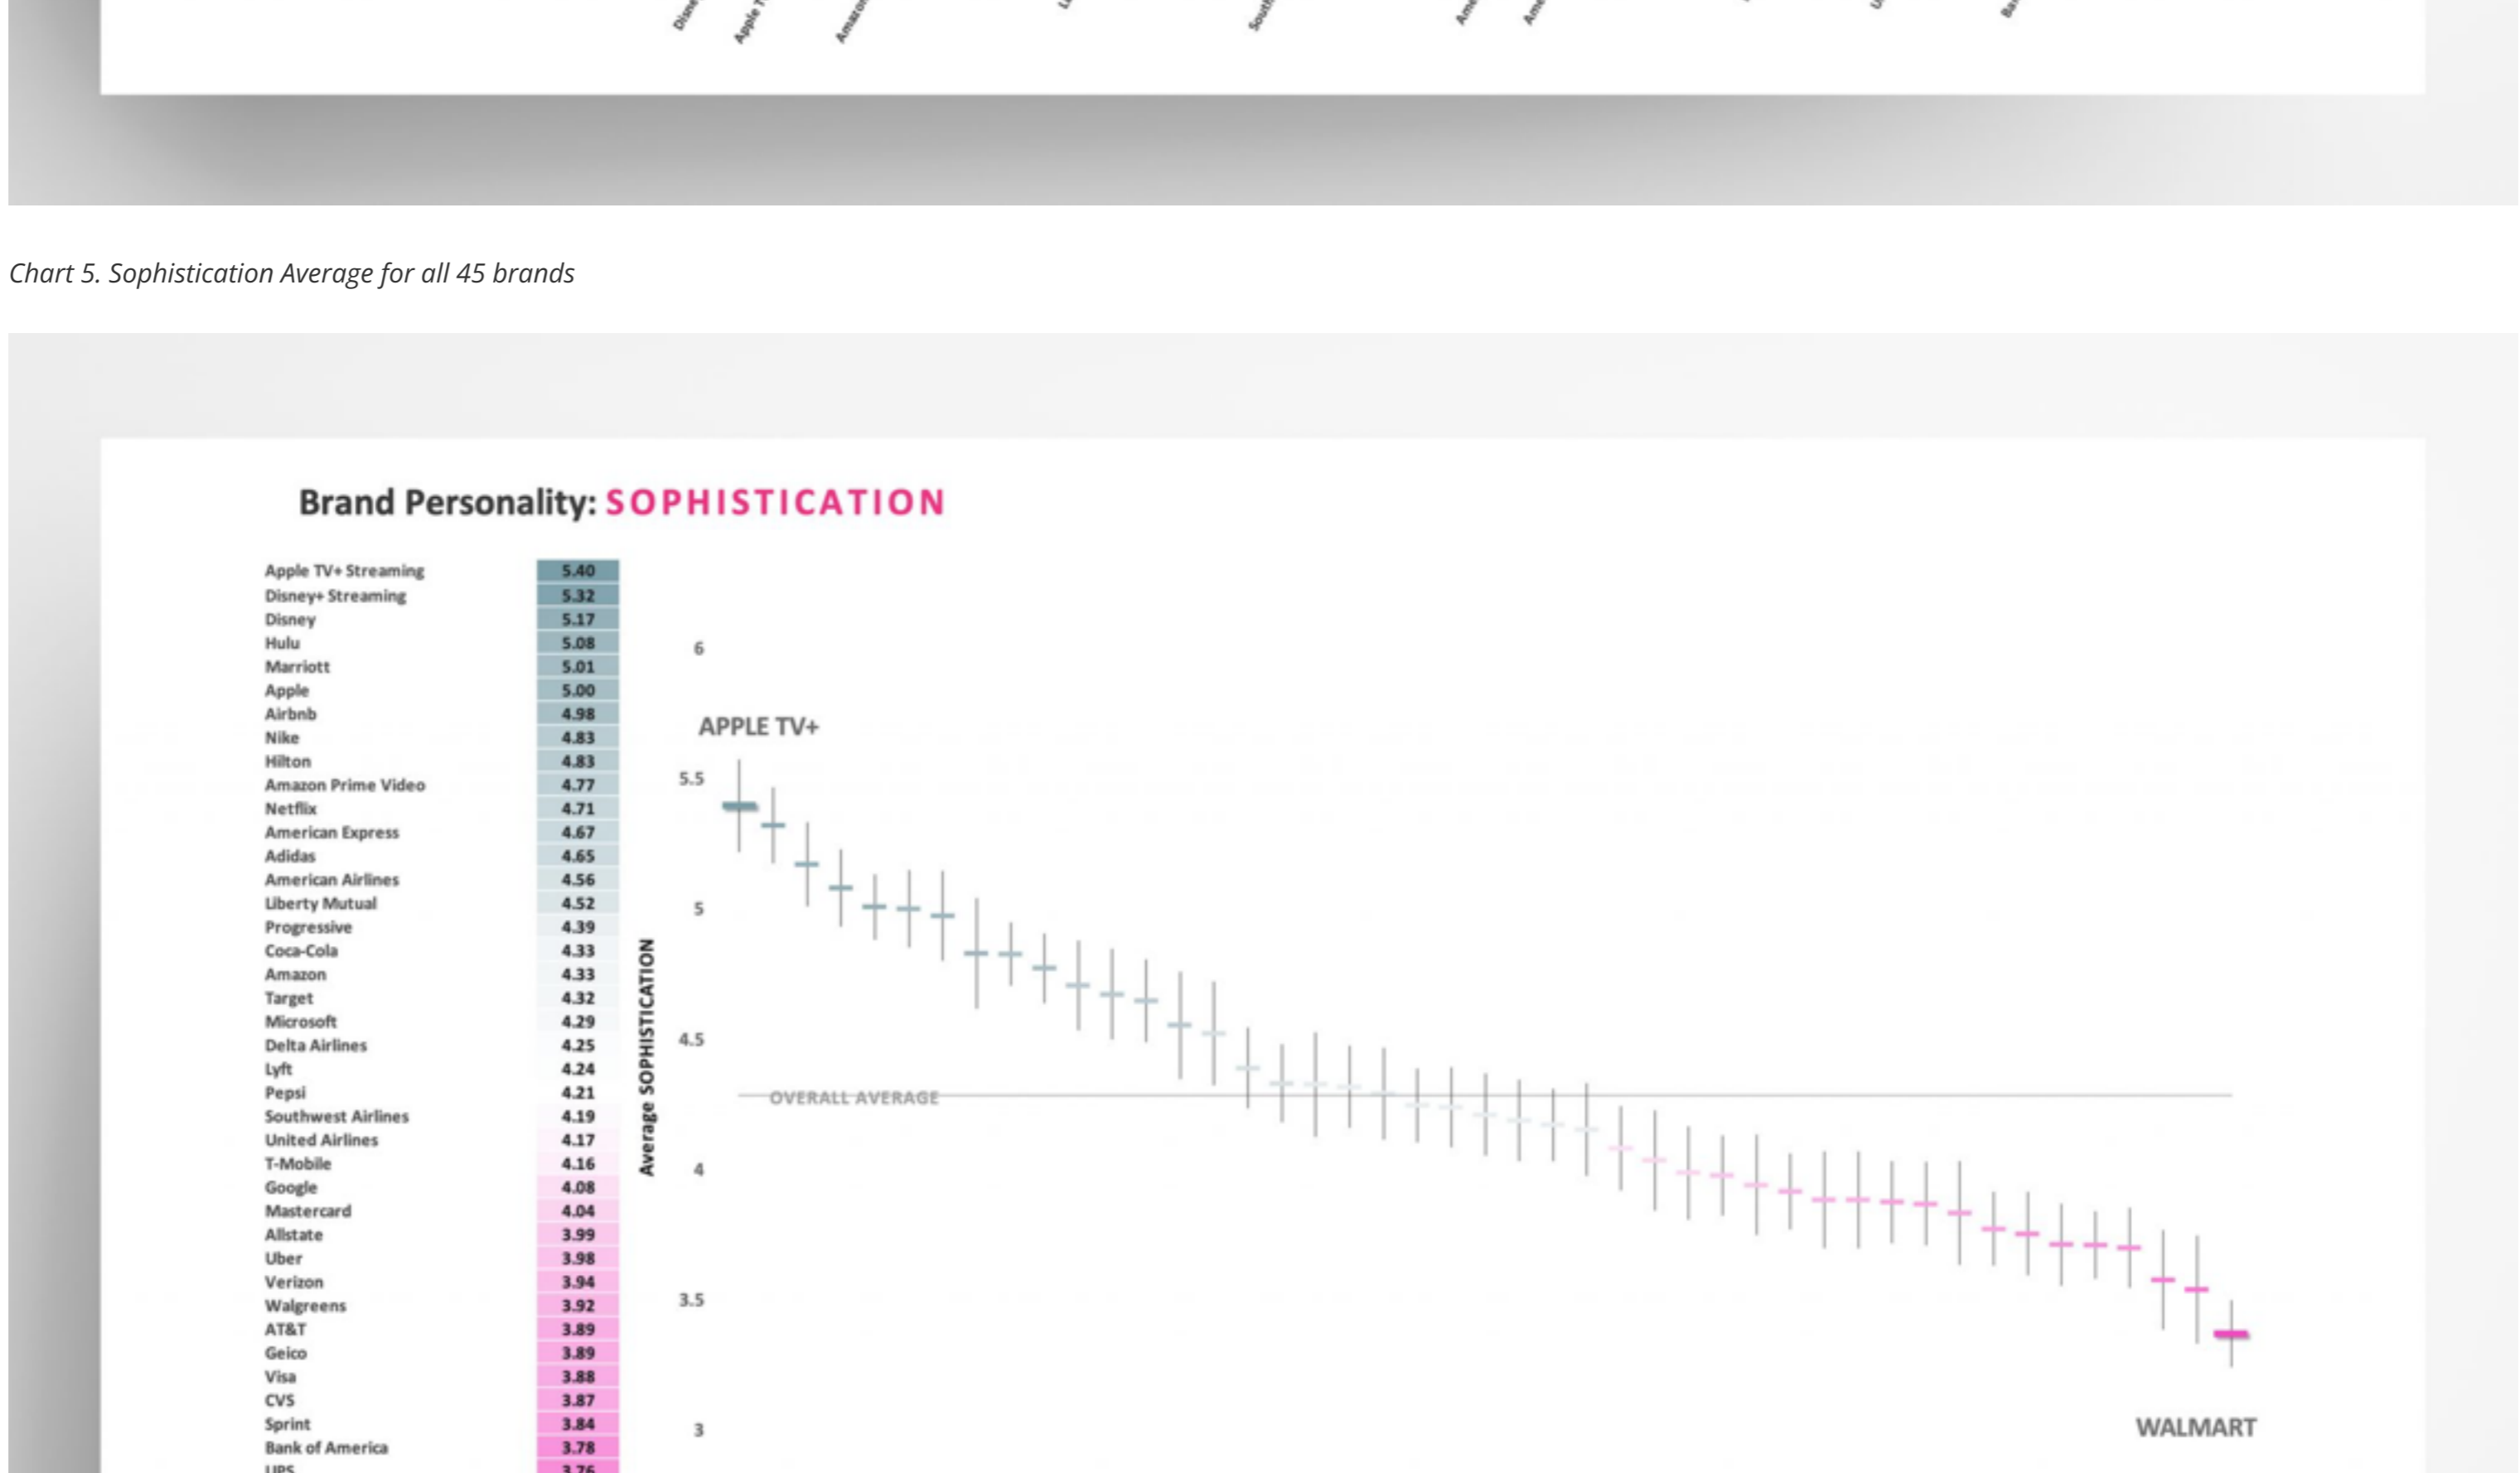 Chart 5. Sophistication Average for all 45 brands
Brand Personality: SOPHISTICATION
Apple TV+ Streaming 5.40
Disney+ Streaming 5.32
Disney 5.17
Hulu 5.08
Marriott 5.01
Apple 5.00
Airbnb 4.98
Nike 4.83
Hilton 4.83
Amazon Prime Video 4.77
Netflix 4.71
American Express 4.67
Adidas 4.65
American Airlines 4.56
Liberty Mutual 4.52
Progressive 4.39
Coca-Cola 4.33
Amazon 4.33
Target 4.32
Microsoft 4.29
Delta Airlines 4.25
Lyft 4.24
Pepsi 4.21
Southwest Airlines 4.19
United Airlines 4.17
T-Mobile 4.16
Google 4.08
Mastercard 4.04
Allstate 3.99
Uber 3.98
Verizon 3.94
Walgreens 3.92
AT&T 3.89
Geico 3.89
Visa 3.88
CVS 3.87
Sprint 3.84
Bank of America 3.78
UPS 3.76
Average SOPHISTICATION
6
5.5
5
4.5
4
3.5
3
APPLE TV+
OVERALL AVERAGE
WALMART